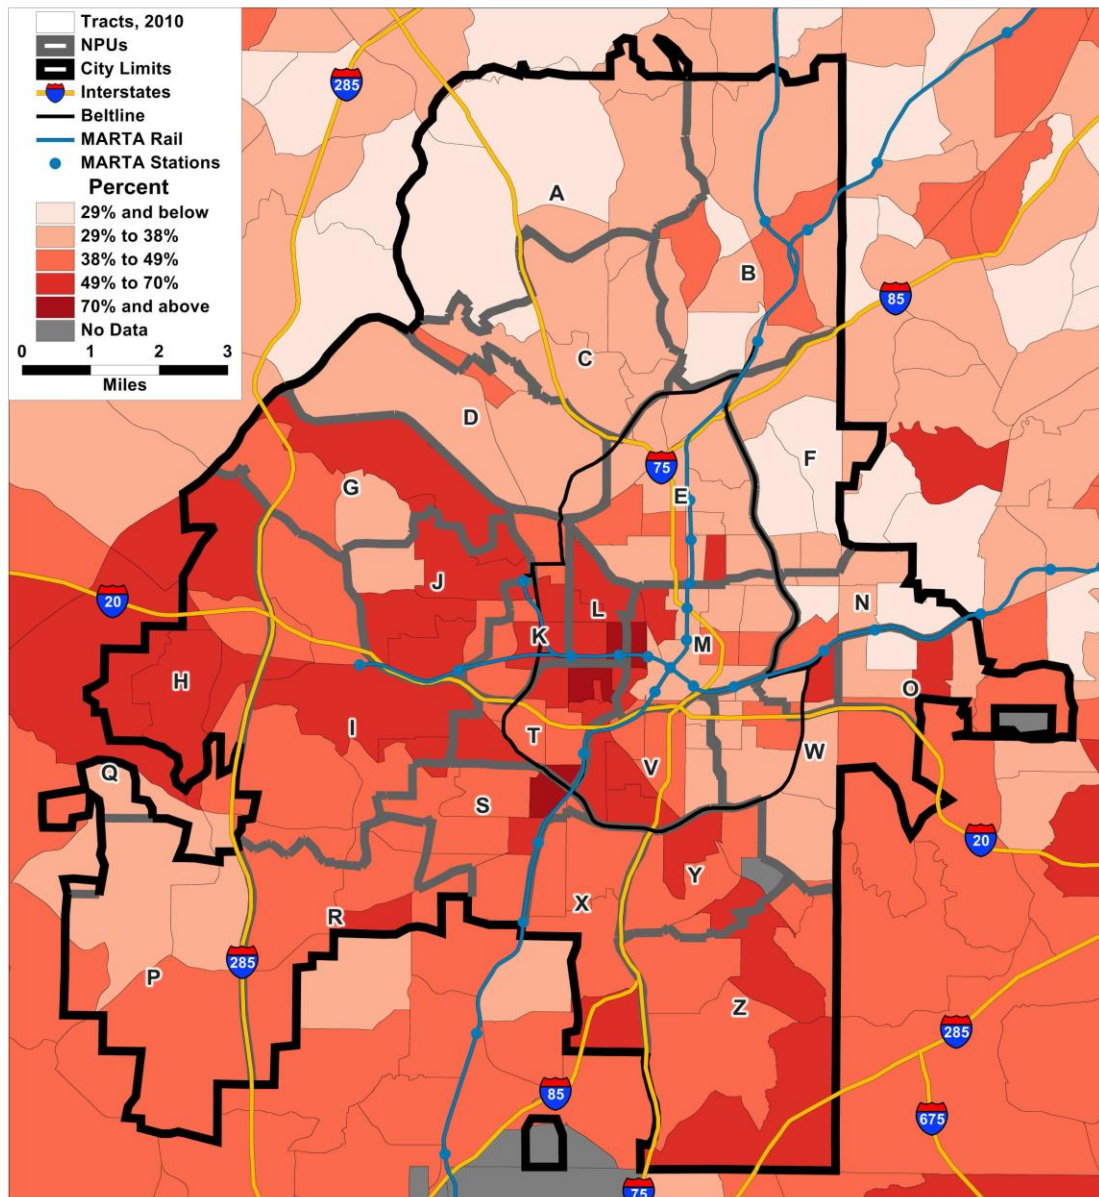 Tracts, 2010
NPUs
City Limits
Interstates
Beltline
MARTA Rail
MARTA Stations
Percent
29% and below
29% to 38%
38% to 49%
49% to 70%
70% and above
No Data
0 1 2 3
Miles
285
A
B
85
C
D
F
75
E
G
J
20
L
N
K
M
H
O
I
T
W
V
Q
S
20
Y
X
R
285
P
Z
285
85
675
75